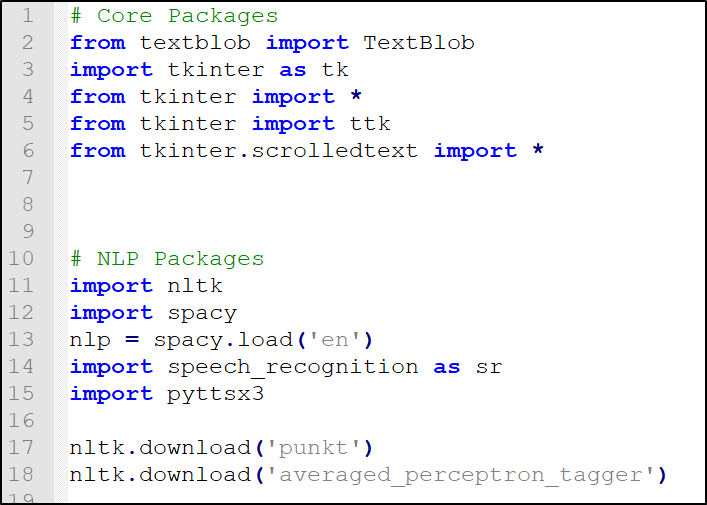 1 # Core Packages
2 from textblob import TextBlob
3 import tkinter as tk
4 from tkinter import *
5 from tkinter import ttk
6 from tkinter.scrolledtext import *
7
8
9
10 # NLP Packages
11 import nltk
12 import spacy
13 nlp = spacy.load('en')
14 import speech_recognition as sr
15 import pyttsx3
16
17 nltk.download('punkt')
18 nltk.download('averaged_perceptron_tagger')
19